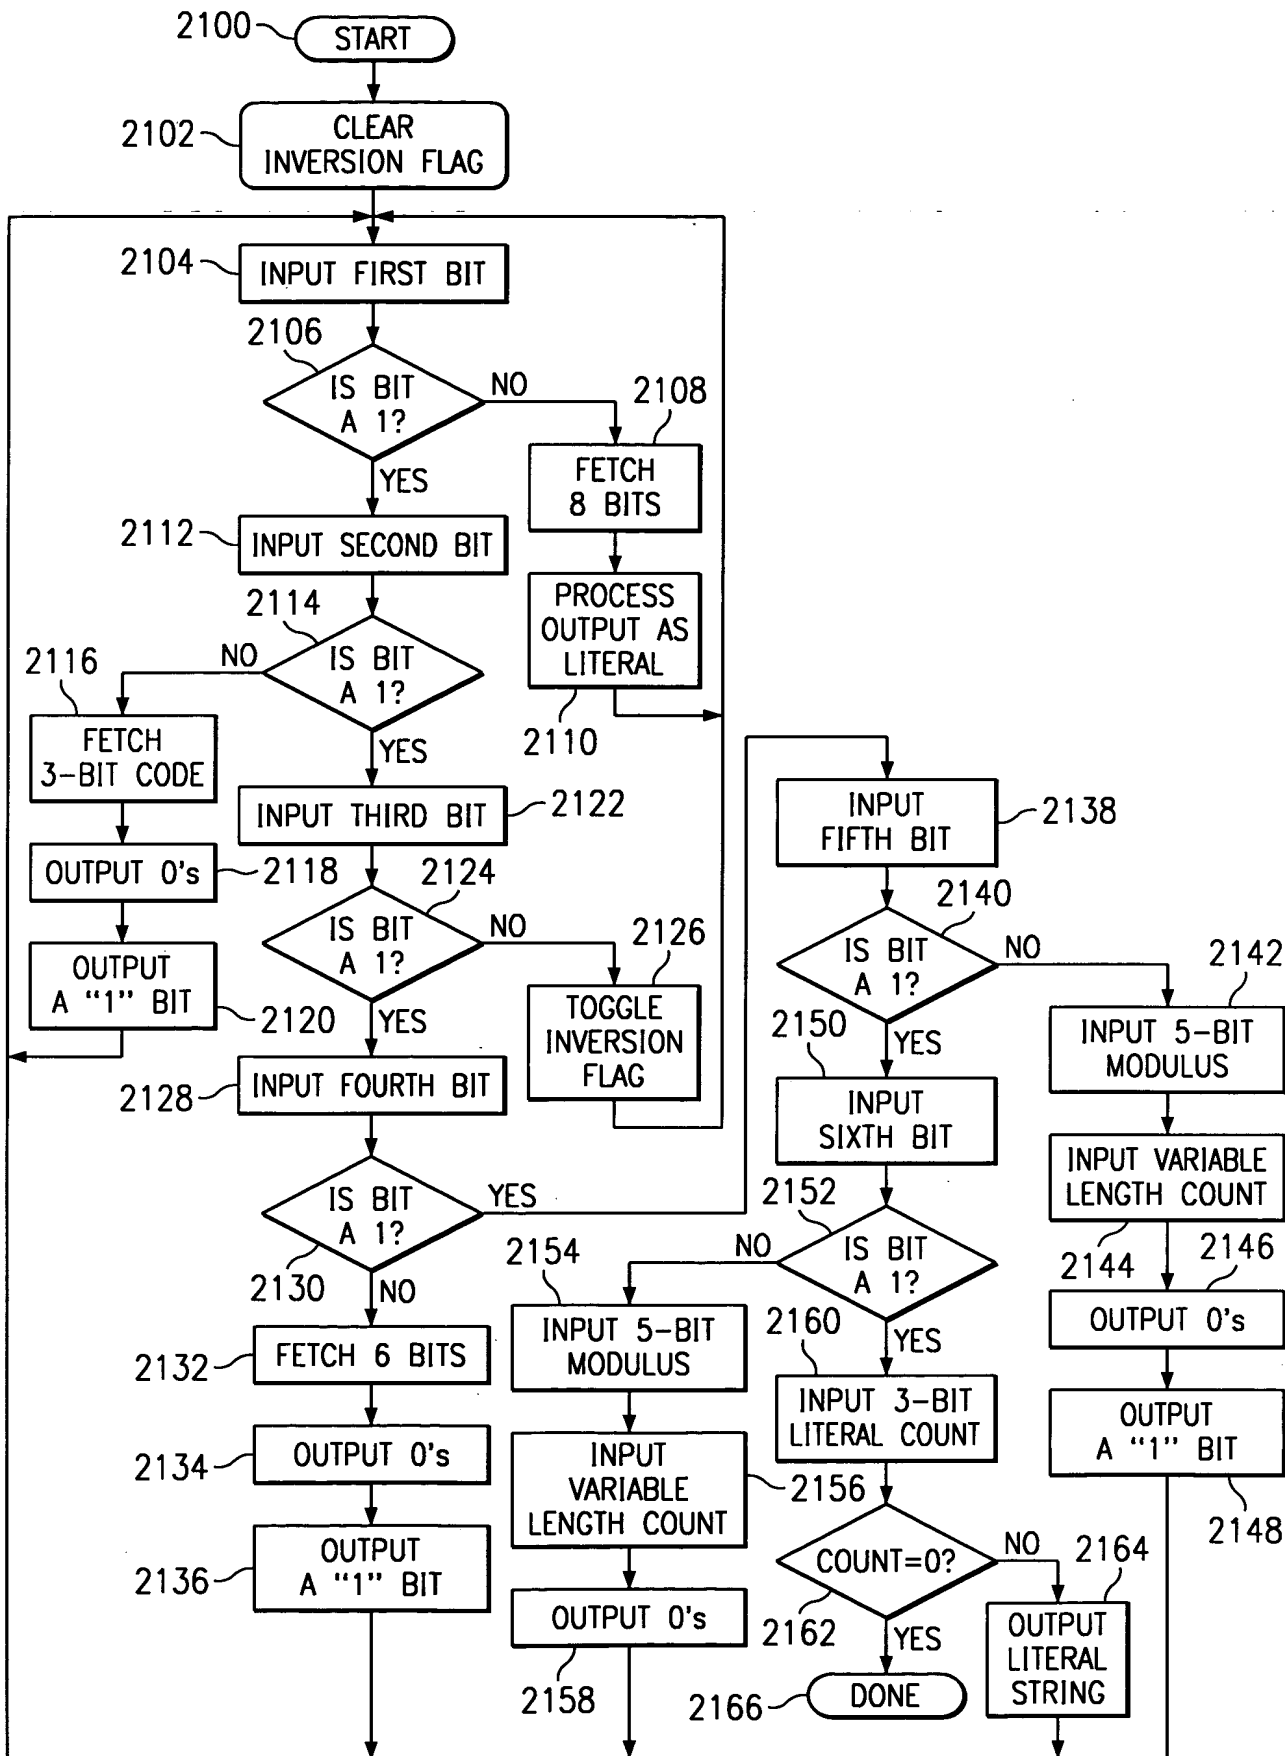 2100
START
2102
CLEAR
INVERSION FLAG
2104
INPUT FIRST BIT
2106
IS BIT
A 1?
NO
2108
FETCH
8 BITS
YES
2112
INPUT SECOND BIT
PROCESS
OUTPUT AS
LITERAL
2110
2114
IS BIT
A 1?
NO
2116
FETCH
3-BIT CODE
YES
OUTPUT 0's
2118
OUTPUT
A "1" BIT
2120
INPUT THIRD BIT
2122
2124
IS BIT
A 1?
NO
2126
TOGGLE
INVERSION
FLAG
YES
2128
INPUT FOURTH BIT
IS BIT
A 1?
YES
2130
NO
2132
FETCH 6 BITS
2134
OUTPUT 0's
2136
OUTPUT
A "1" BIT
INPUT
FIFTH BIT
2138
2140
IS BIT
A 1?
NO
2142
INPUT 5-BIT
MODULUS
INPUT VARIABLE
LENGTH COUNT
2144
2146
OUTPUT 0's
OUTPUT
A "1" BIT
2148
2150
YES
INPUT
SIXTH BIT
2152
IS BIT
A 1?
NO
2154
INPUT 5-BIT
MODULUS
INPUT
VARIABLE
LENGTH COUNT
2156
OUTPUT 0's
2158
2160
YES
INPUT 3-BIT
LITERAL COUNT
COUNT=0?
NO
2162
2164
OUTPUT
LITERAL
STRING
YES
2166
DONE